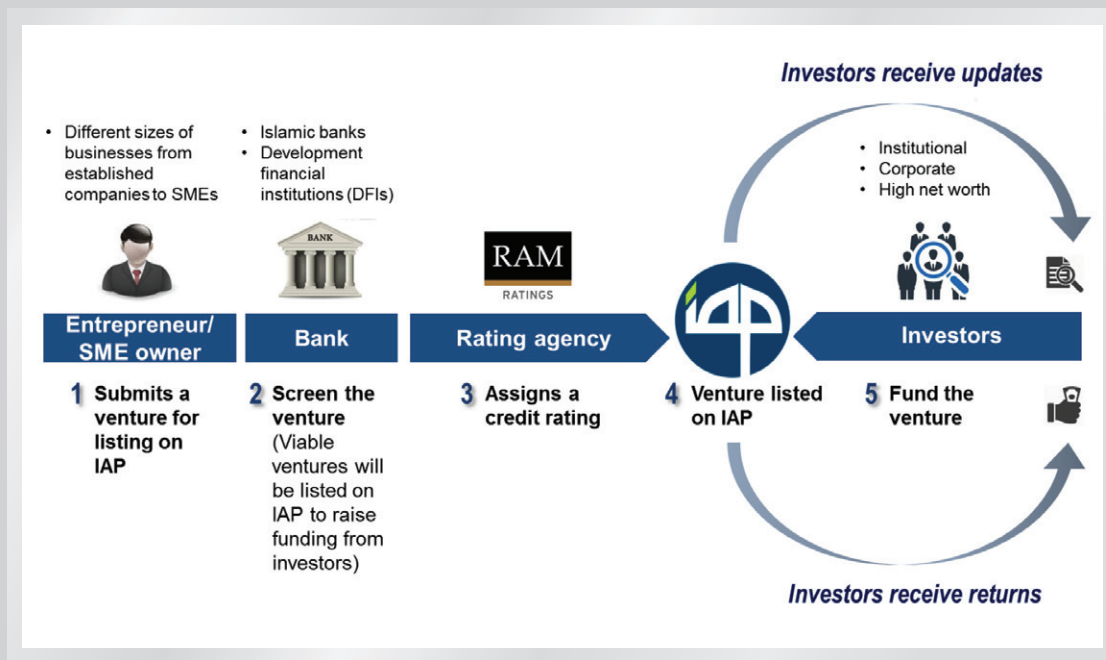 Investors receive updates
• Different sizes of
businesses from
established
companies to SMEs
• Islamic banks
• Development
financial
institutions (DFIs)
• Institutional
• Corporate
• High net worth
BANK
RAM
RATINGS
iap
Entrepreneur/
SME owner
Bank
Rating agency
Investors
1 Submits a
venture for
listing on
IAP
2 Screen the
venture
(Viable
ventures will
be listed on
IAP to raise
funding from
investors)
3 Assigns a
credit rating
4 Venture listed
on IAP
5 Fund the
venture
Investors receive returns